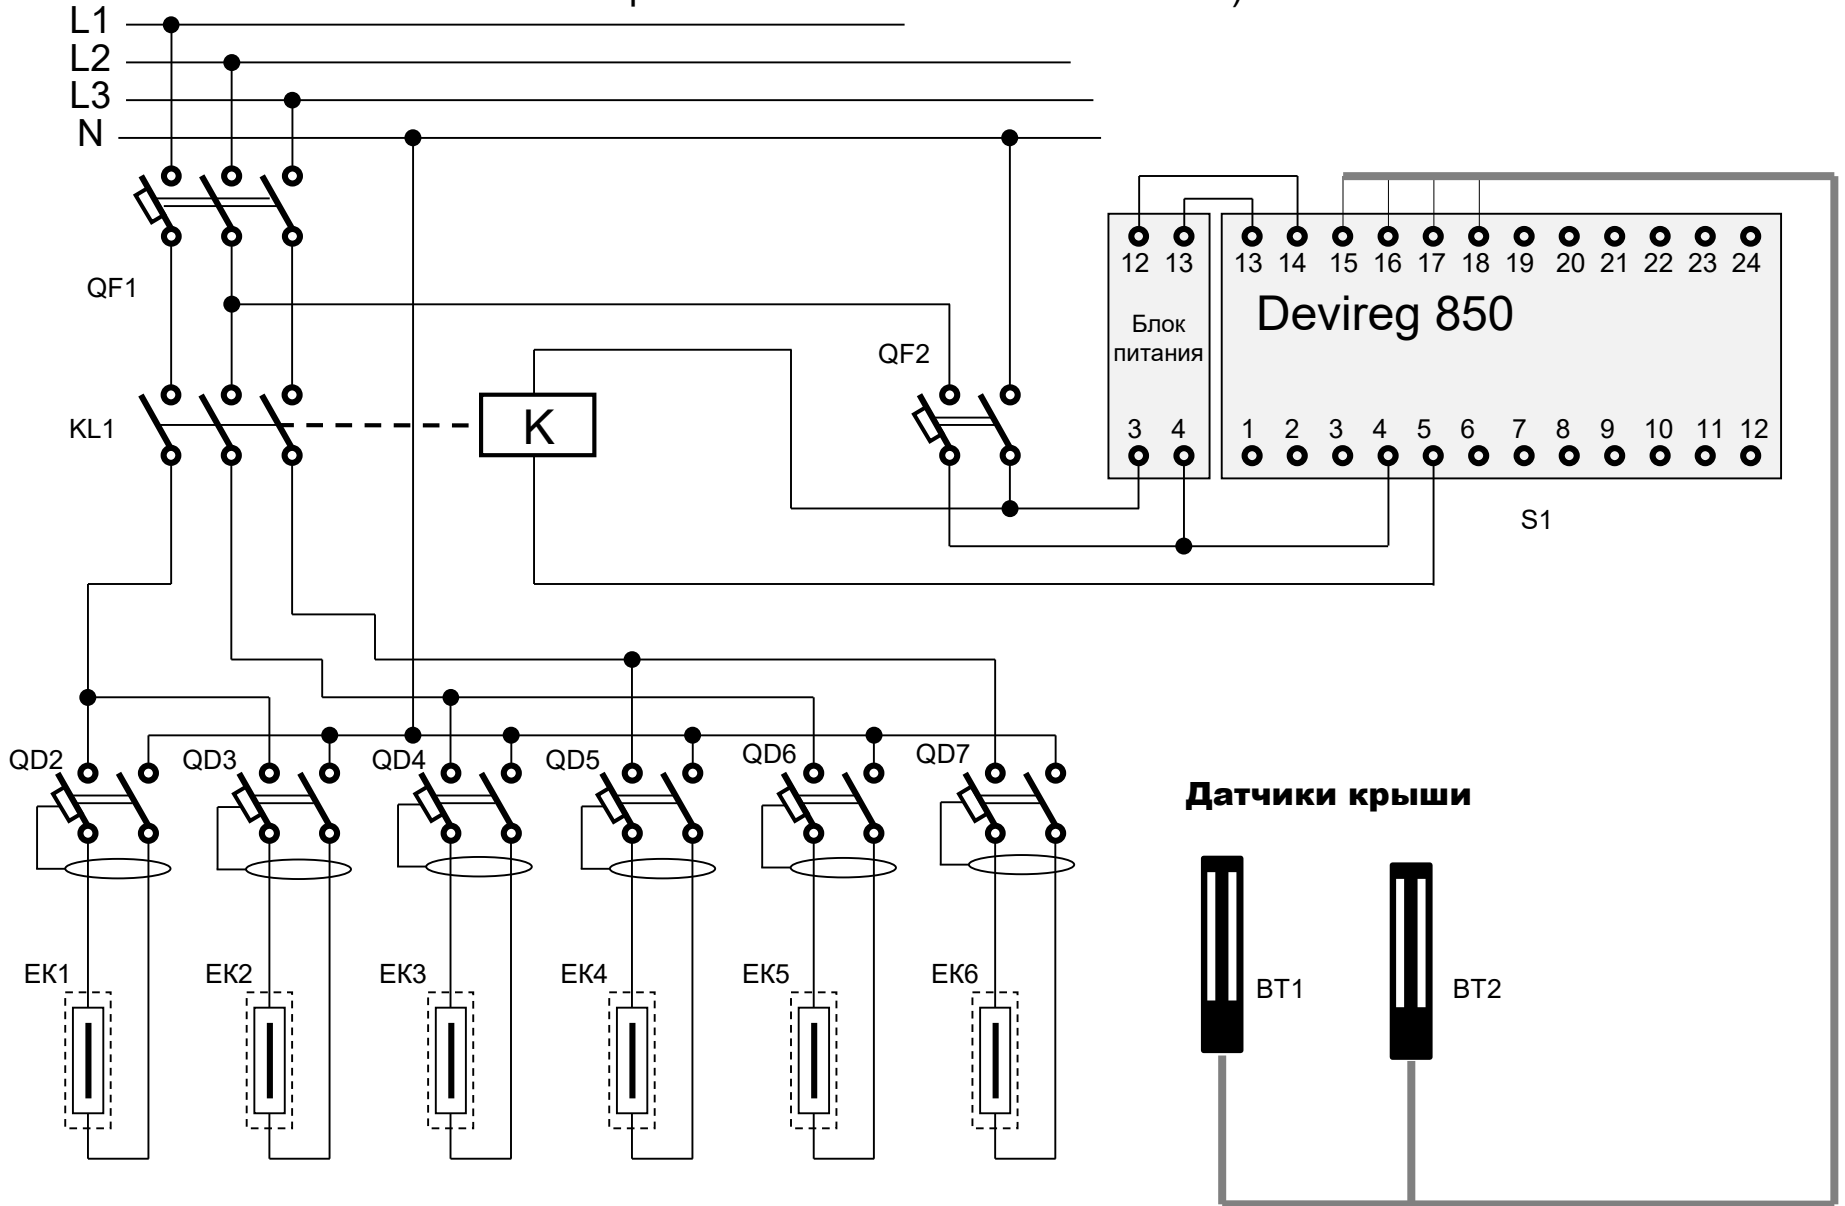 L1
L2
L3
N
12 13 13 14 15 16 17 18 19 20 21 22 23 24
QF1
Devireg 850
Блок
питания
QF2
KL1
K
3 4 1 2 3 4 5 6 7 8 9 10 11 12
S1
QD2 QD3 QD4 QD5 QD6 QD7
Датчики крыши
EK1 EK2 EK3 EK4 EK5 EK6
BT1 BT2